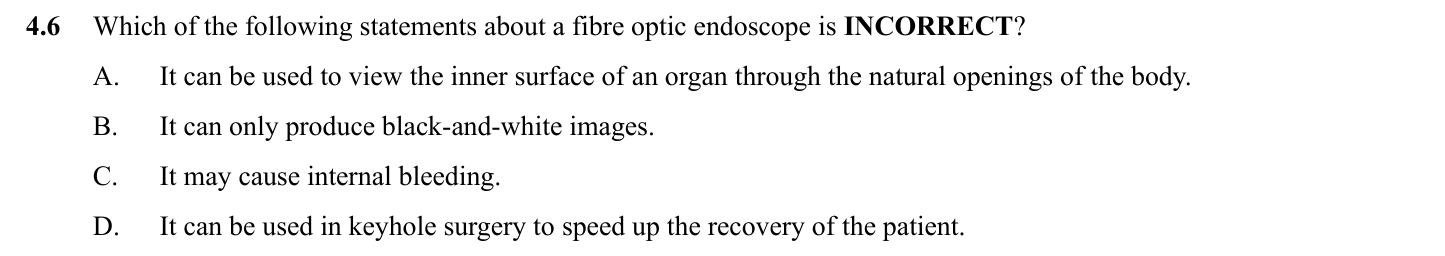 4.6 Which of the following statements about a fibre optic endoscope is INCORRECT?
A. It can be used to view the inner surface of an organ through the natural openings of the body.
B. It can only produce black-and-white images.
C. It may cause internal bleeding.
D. It can be used in keyhole surgery to speed up the recovery of the patient.